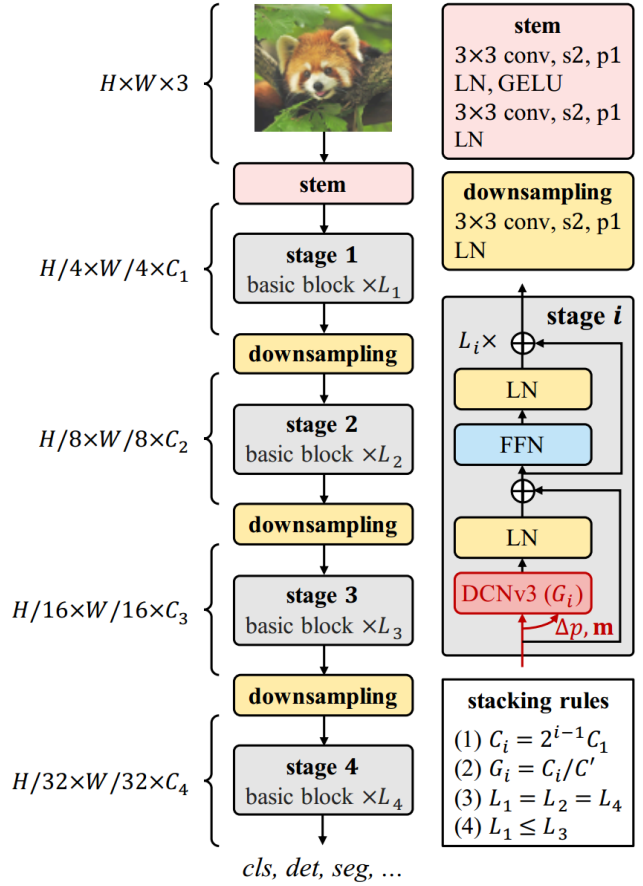 H×W×3
stem
H/4×W/4×C₁
stage 1
basic block ×L₁
downsampling
H/8×W/8×C₂
stage 2
basic block ×L₂
downsampling
H/16×W/16×C₃
stage 3
basic block ×L₃
downsampling
H/32×W/32×C₄
stage 4
basic block ×L₄
cls, det, seg, ...
stem
3×3 conv, s2, p1
LN, GELU
3×3 conv, s2, p1
LN
downsampling
3×3 conv, s2, p1
LN
stage i
Lᵢ×
LN
FFN
LN
DCNv3 (Gᵢ)
Δp, m
stacking rules
(1) Cᵢ = 2ⁱ⁻¹C₁
(2) Gᵢ = Cᵢ/C′
(3) L₁ = L₂ = L₄
(4) L₁ ≤ L₃